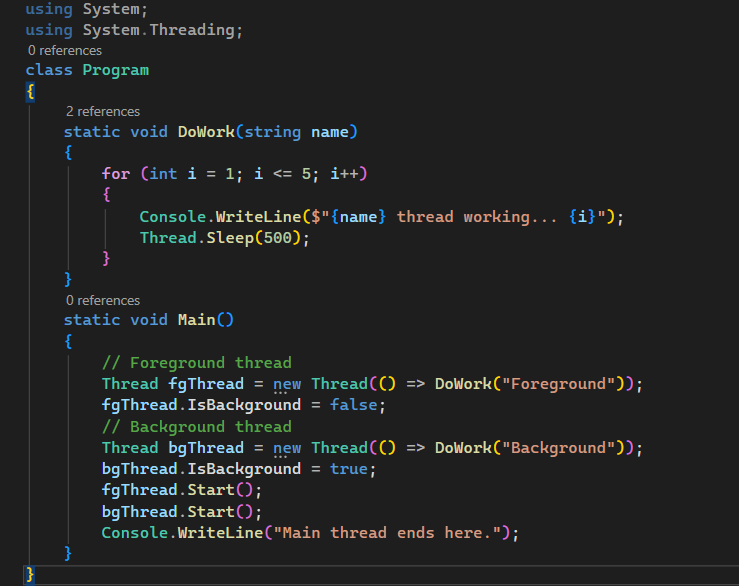 using System;
using System.Threading;
0 references
class Program
{
2 references
static void DoWork(string name)
{
for (int i = 1; i <= 5; i++)
{
Console.WriteLine($"{name} thread working... {i}");
Thread.Sleep(500);
}
}
0 references
static void Main()
{
// Foreground thread
Thread fgThread = new Thread(() => DoWork("Foreground"));
fgThread.IsBackground = false;
// Background thread
Thread bgThread = new Thread(() => DoWork("Background"));
bgThread.IsBackground = true;
fgThread.Start();
bgThread.Start();
Console.WriteLine("Main thread ends here.");
}
}